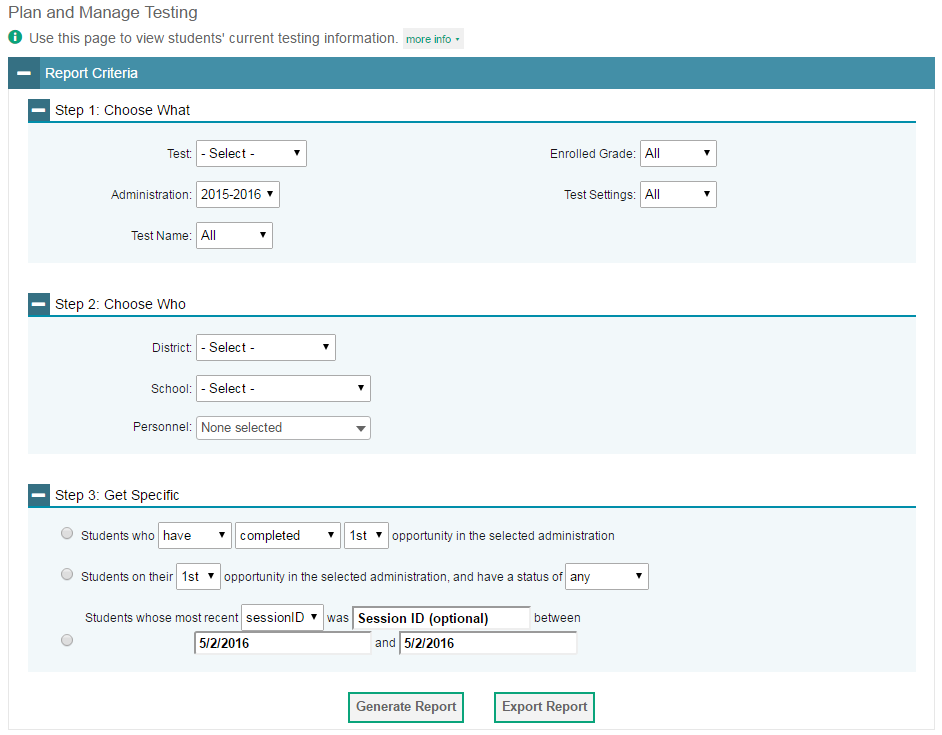 Plan and Manage Testing
Use this page to view students' current testing information. more info
Report Criteria
Step 1: Choose What
Test: - Select - Enrolled Grade: All
Administration: 2015-2016 Test Settings: All
Test Name: All
Step 2: Choose Who
District: - Select -
School: - Select -
Personnel: None selected
Step 3: Get Specific
Students who have completed 1st opportunity in the selected administration
Students on their 1st opportunity in the selected administration, and have a status of any
Students whose most recent sessionID was Session ID (optional) between
5/2/2016 and 5/2/2016
Generate Report Export Report